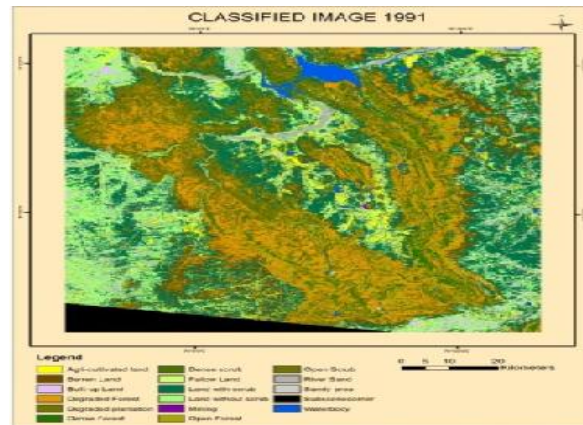 CLASSIFIED IMAGE 1991
Legend
Agri-cultivated land
Barren Land
Built-up Land
Degraded Forest
Degraded plantation
Dense Forest
Dense scrub
Fallow Land
Land with scrub
Land without scrub
Mining
Open Forest
Open Scrub
River Sand
Sandy area
Waterbody
0 5 10 20
Kilometers